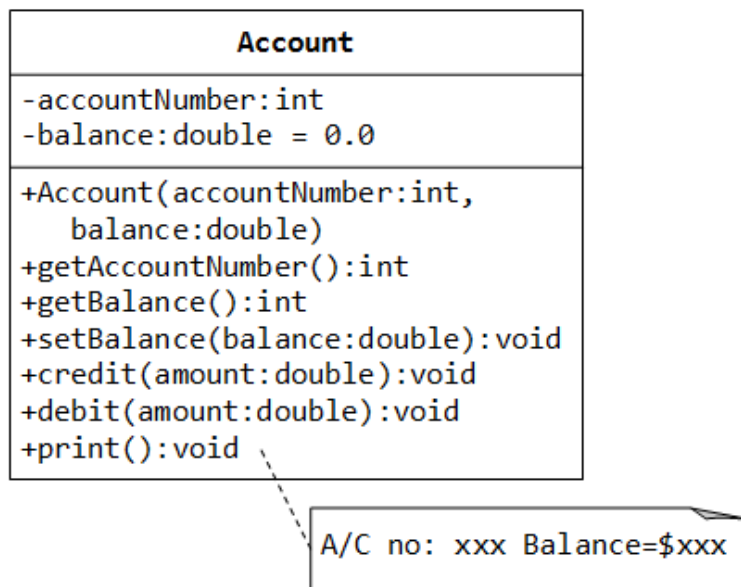 Account
-accountNumber:int
-balance:double = 0.0
+Account(accountNumber:int,
balance:double)
+getAccountNumber():int
+getBalance():int
+setBalance(balance:double):void
+credit(amount:double):void
+debit(amount:double):void
+print():void
A/C no: xxx Balance=$xxx